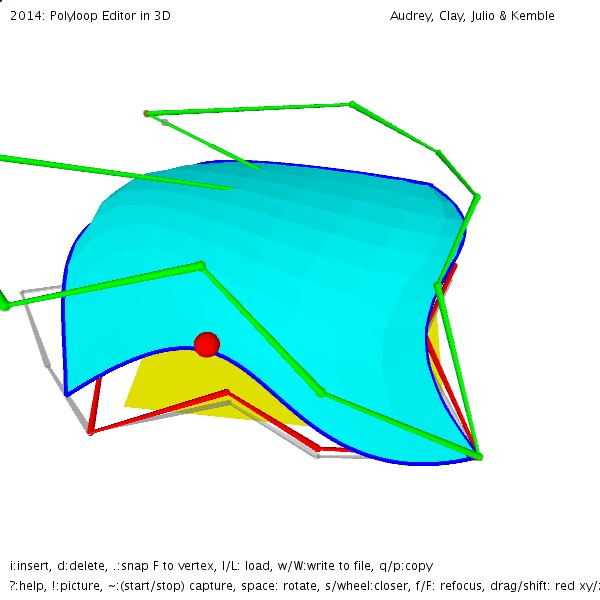 2014: Polyloop Editor in 3D
Audrey, Clay, Julio & Kemble
i:insert, d:delete, .:snap F to vertex, l/L: load, w/W:write to file, q/p:copy
?:help, !:picture, ~:(start/stop) capture, space: rotate, s/wheel:closer, f/F: refocus, drag/shift: red xy/